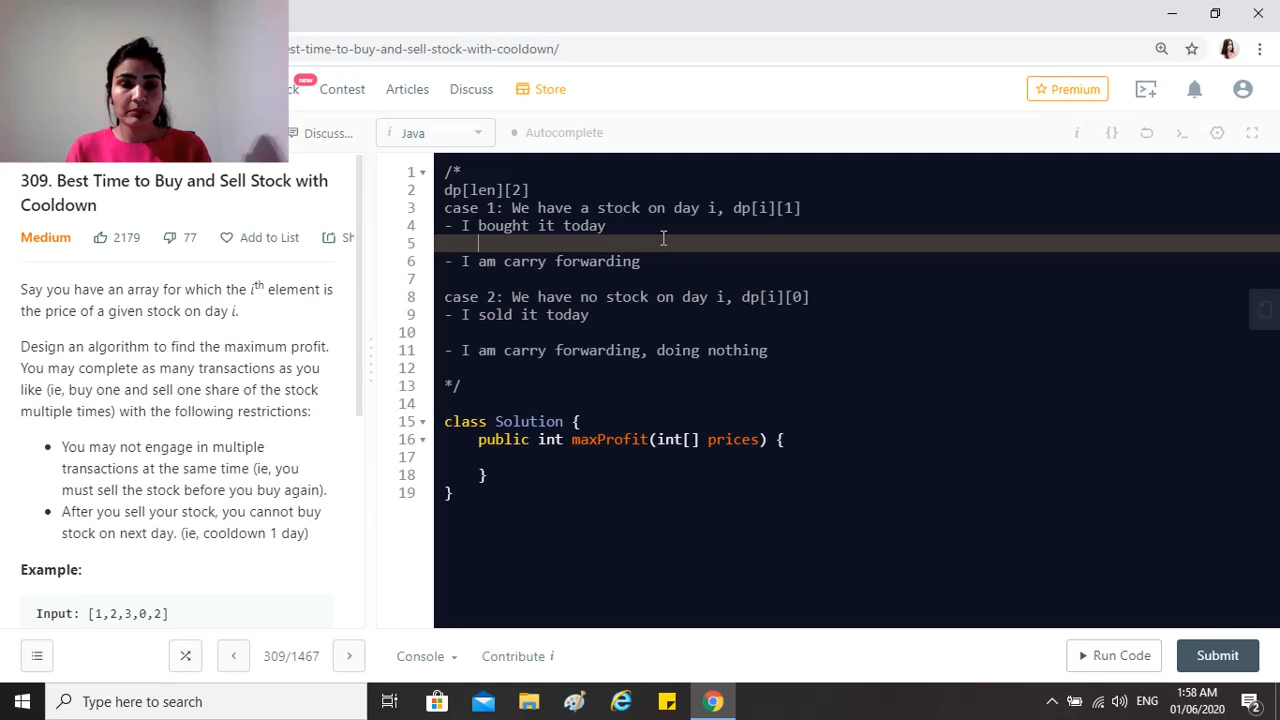 est-time-to-buy-and-sell-stock-with-cooldown/
new
ck Contest Articles Discuss Store Premium
Discuss... i Java Autocomplete
309. Best Time to Buy and Sell Stock with
Cooldown
Medium 2179 77 Add to List Sh
Say you have an array for which the ith element is
the price of a given stock on day i.
Design an algorithm to find the maximum profit.
You may complete as many transactions as you
like (ie, buy one and sell one share of the stock
multiple times) with the following restrictions:
You may not engage in multiple
transactions at the same time (ie, you
must sell the stock before you buy again).
After you sell your stock, you cannot buy
stock on next day. (ie, cooldown 1 day)
Example:
Input: [1,2,3,0,2]
1 /*
2 dp[len][2]
3 case 1: We have a stock on day i, dp[i][1]
4 - I bought it today
5
6 - I am carry forwarding
7
8 case 2: We have no stock on day i, dp[i][0]
9 - I sold it today
10
11 - I am carry forwarding, doing nothing
12
13 */
14
15 class Solution {
16 public int maxProfit(int[] prices) {
17
18 }
19 }
309/1467 Console Contribute i Run Code Submit
Type here to search
ENG
1:58 AM
01/06/2020
2